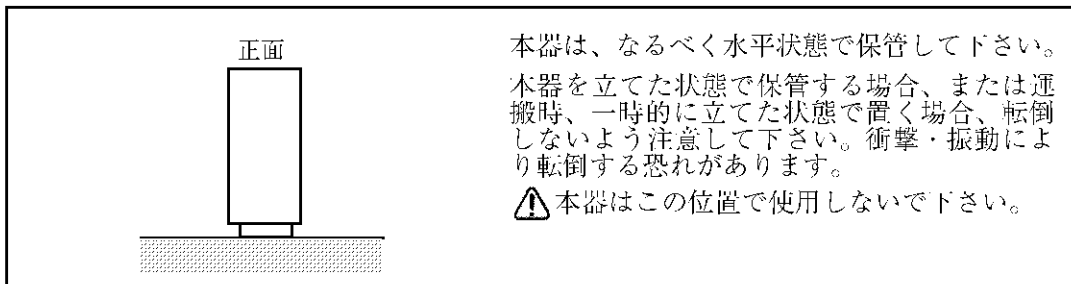 正面
本器は、なるべく水平状態で保管して下さい。
本器を立てた状態で保管する場合、または運
搬時、一時的に立てた状態で置く場合、転倒
しないよう注意して下さい。衝撃・振動によ
り転倒する恐れがあります。
本器はこの位置で使用しないで下さい。